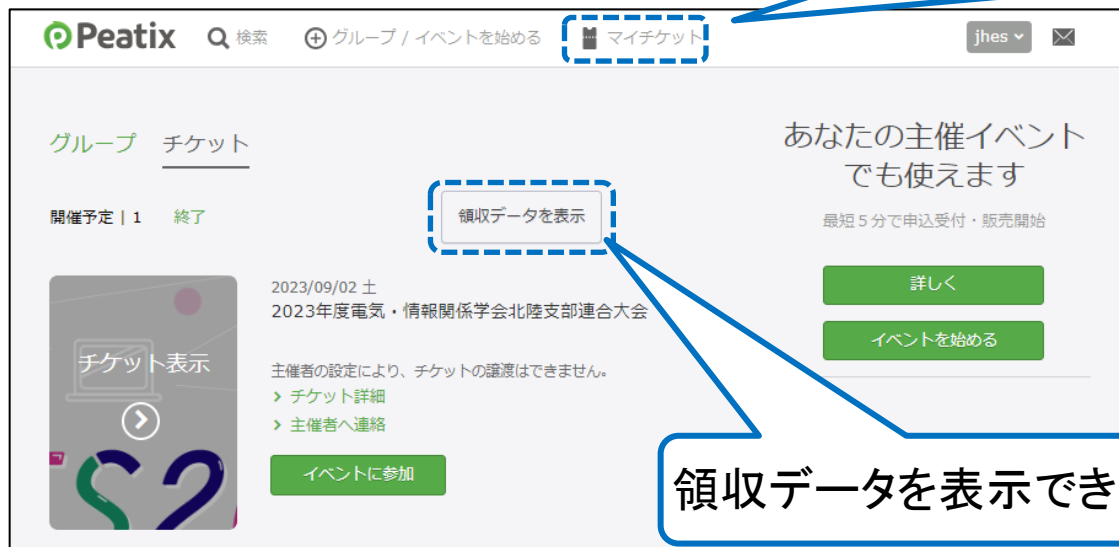 Peatix 検索 グループ / イベントを始める マイチケット jhes
グループ チケット
開催予定 | 1 終了
領収データを表示
チケット表示
2023/09/02 土
2023年度電気・情報関係学会北陸支部連合大会
主催者の設定により、チケットの譲渡はできません。
> チケット詳細
> 主催者へ連絡
イベントに参加
あなたの主催イベント
でも使えます
最短５分で申込受付・販売開始
詳しく
イベントを始める
領収データを表示でき